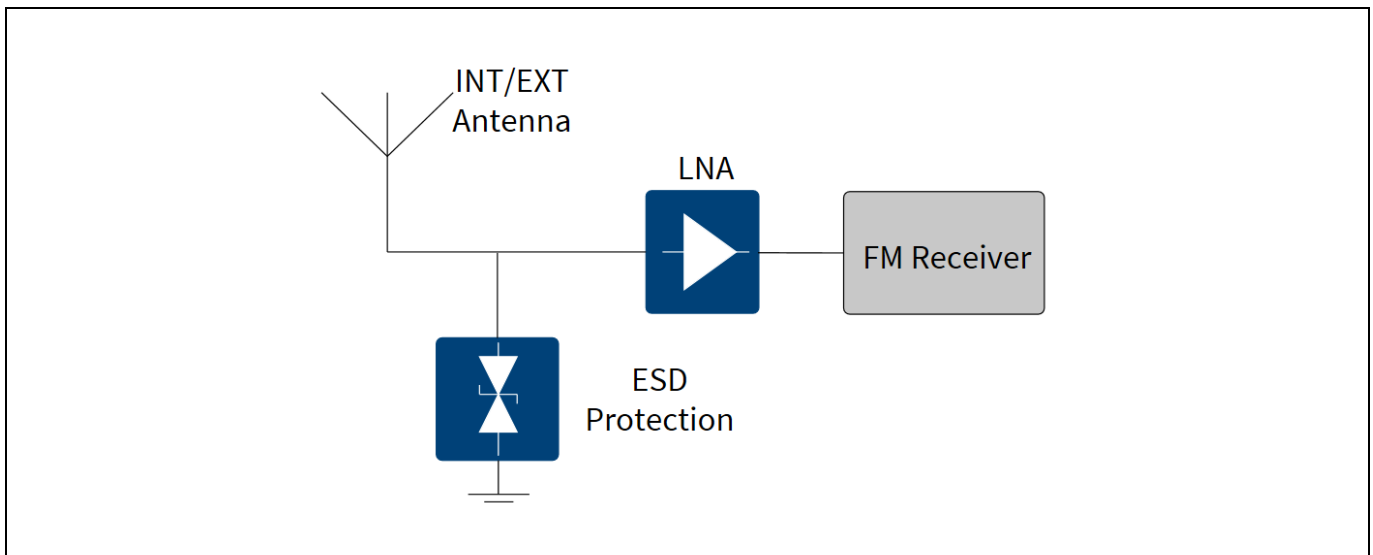 INT/EXT
Antenna
LNA
FM Receiver
ESD
Protection